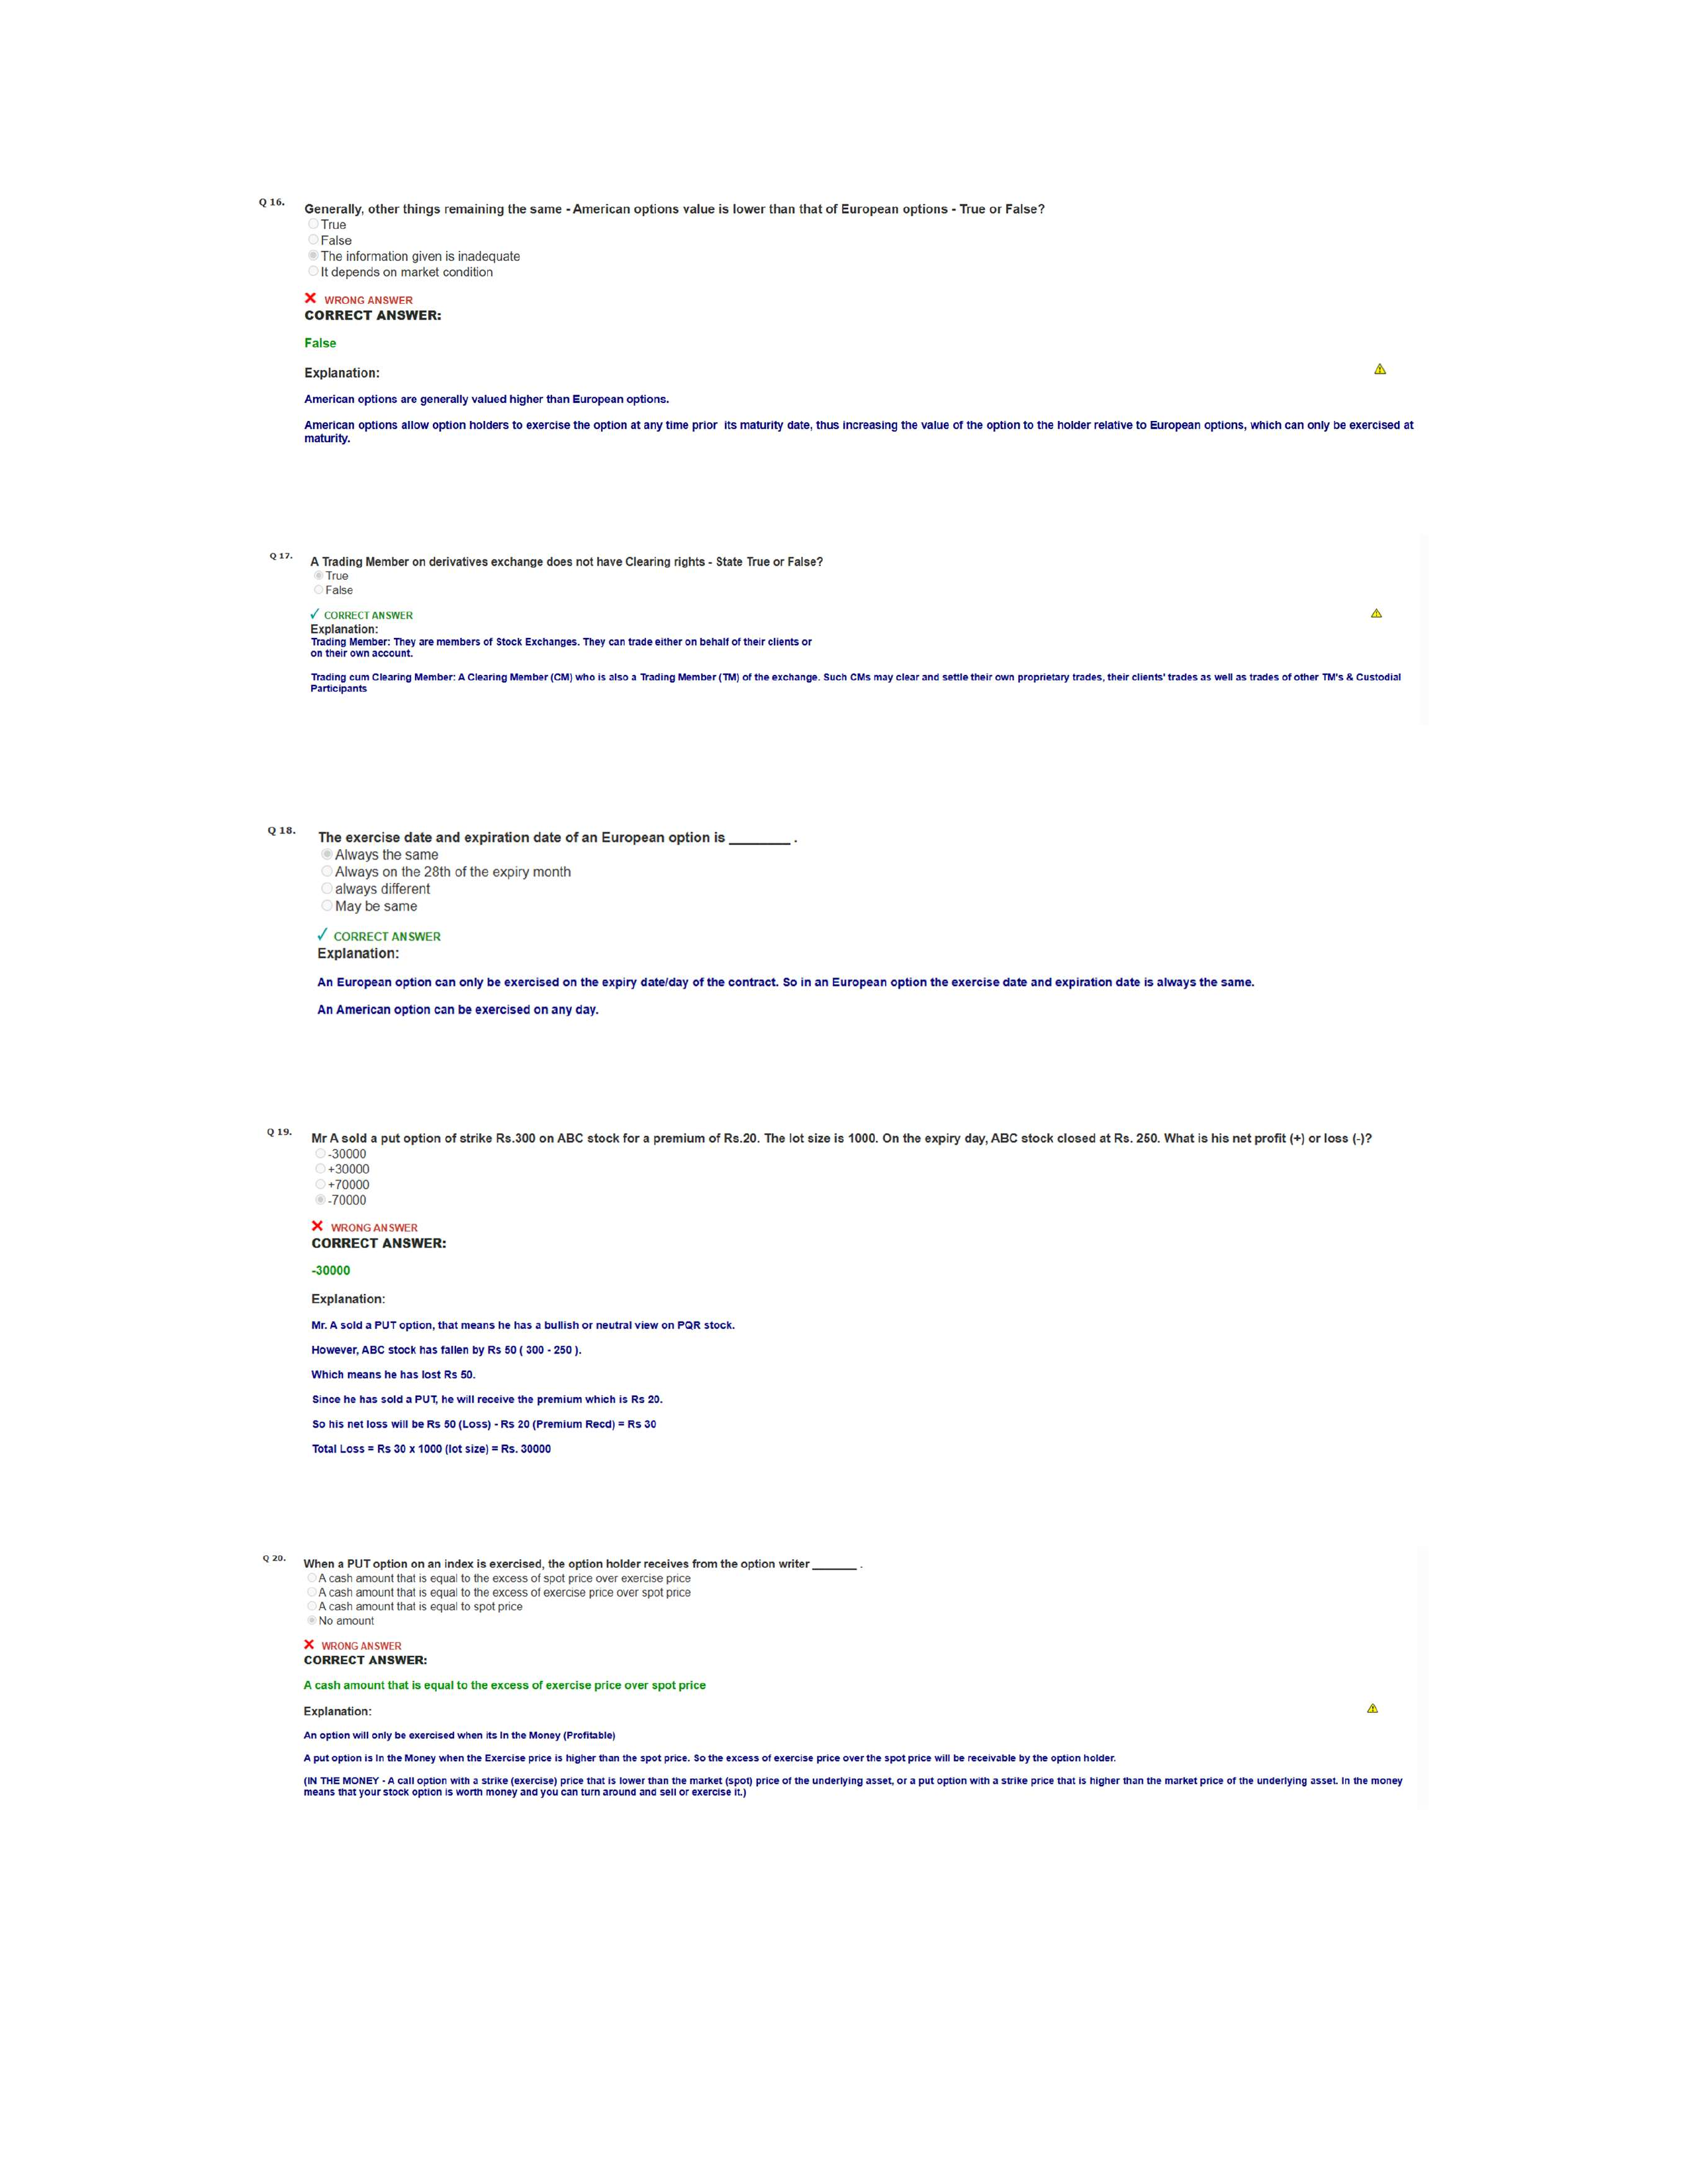 Q 16.
Generally, other things remaining the same - American options value is lower than that of European options - True or False?
True
False
The information given is inadequate
It depends on market condition
WRONG ANSWER
CORRECT ANSWER:
False
Explanation:
American options are generally valued higher than European options.
American options allow option holders to exercise the option at any time prior its maturity date, thus increasing the value of the option to the holder relative to European options, which can only be exercised at
maturity.
Q 17.
A Trading Member on derivatives exchange does not have Clearing rights - State True or False?
True
False
CORRECT ANSWER
Explanation:
Trading Member: They are members of Stock Exchanges. They can trade either on behalf of their clients or
on their own account.
Trading cum Clearing Member: A Clearing Member (CM) who is also a Trading Member (TM) of the exchange. Such CMs may clear and settle their own proprietary trades, their clients' trades as well as trades of other TM's & Custodial
Participants
Q 18.
The exercise date and expiration date of an European option is ________ .
Always the same
Always on the 28th of the expiry month
always different
May be same
CORRECT ANSWER
Explanation:
An European option can only be exercised on the expiry date/day of the contract. So in an European option the exercise date and expiration date is always the same.
An American option can be exercised on any day.
Q 19.
Mr A sold a put option of strike Rs.300 on ABC stock for a premium of Rs.20. The lot size is 1000. On the expiry day, ABC stock closed at Rs. 250. What is his net profit (+) or loss (-)?
-30000
+30000
+70000
-70000
WRONG ANSWER
CORRECT ANSWER:
-30000
Explanation:
Mr. A sold a PUT option, that means he has a bullish or neutral view on PQR stock.
However, ABC stock has fallen by Rs 50 ( 300 - 250 ).
Which means he has lost Rs 50.
Since he has sold a PUT, he will receive the premium which is Rs 20.
So his net loss will be Rs 50 (Loss) - Rs 20 (Premium Recd) = Rs 30
Total Loss = Rs 30 x 1000 (lot size) = Rs. 30000
Q 20.
When a PUT option on an index is exercised, the option holder receives from the option writer _______ .
A cash amount that is equal to the excess of spot price over exercise price
A cash amount that is equal to the excess of exercise price over spot price
A cash amount that is equal to spot price
No amount
WRONG ANSWER
CORRECT ANSWER:
A cash amount that is equal to the excess of exercise price over spot price
Explanation:
An option will only be exercised when its In the Money (Profitable)
A put option is In the Money when the Exercise price is higher than the spot price. So the excess of exercise price over the spot price will be receivable by the option holder.
(IN THE MONEY - A call option with a strike (exercise) price that is lower than the market (spot) price of the underlying asset, or a put option with a strike price that is higher than the market price of the underlying asset. In the money
means that your stock option is worth money and you can turn around and sell or exercise it.)